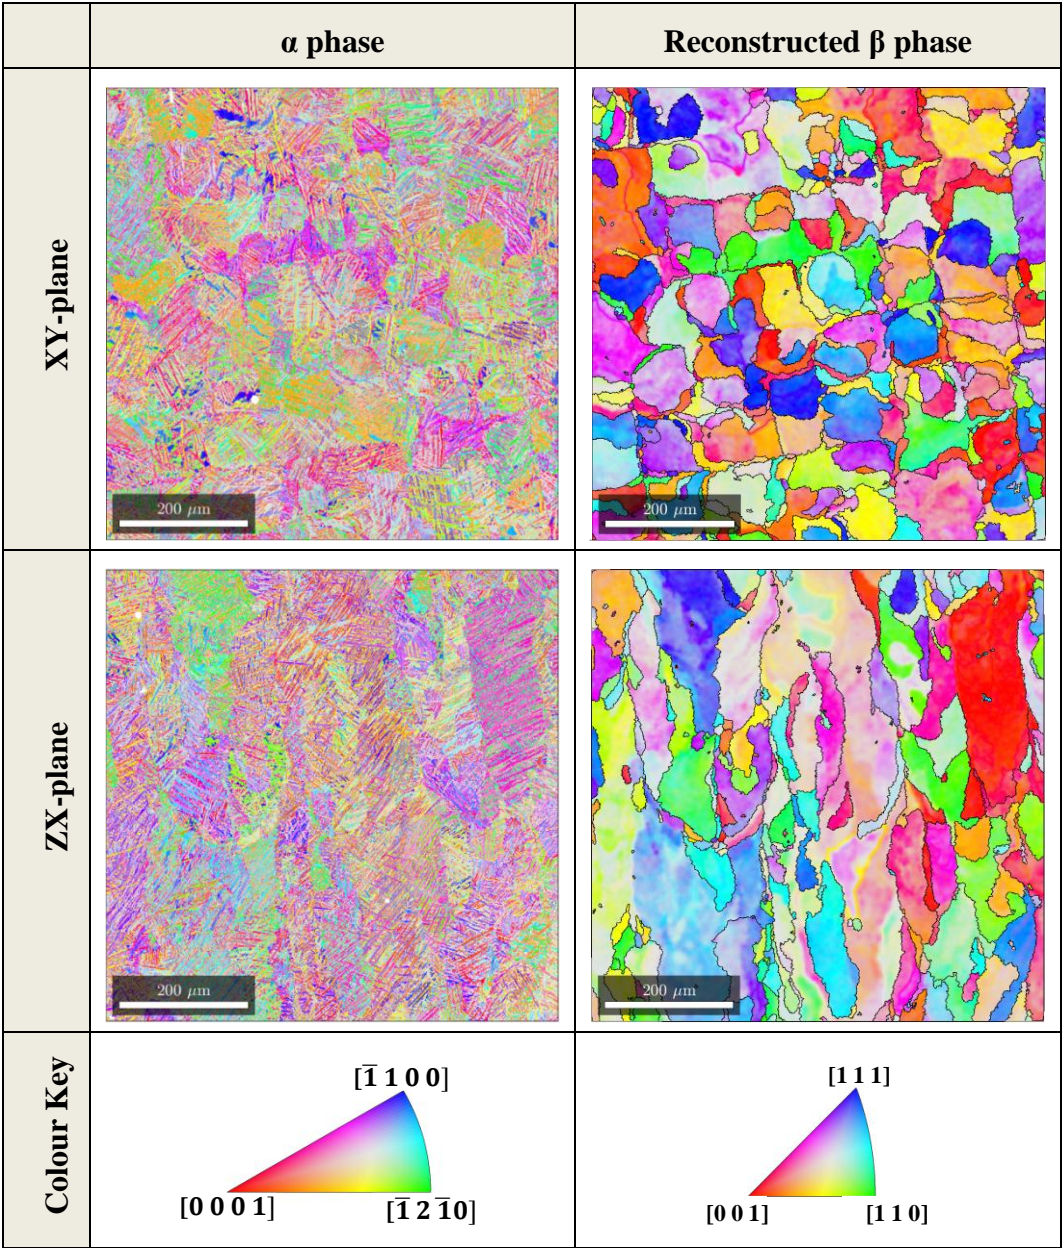 α phase
Reconstructed β phase
XY-plane
200 μm
200 μm
ZX-plane
200 μm
200 μm
Colour Key
[1̅ 1 0 0]
[0 0 0 1]
[1̅ 2 1̅ 0]
[1 1 1]
[0 0 1]
[1 1 0]